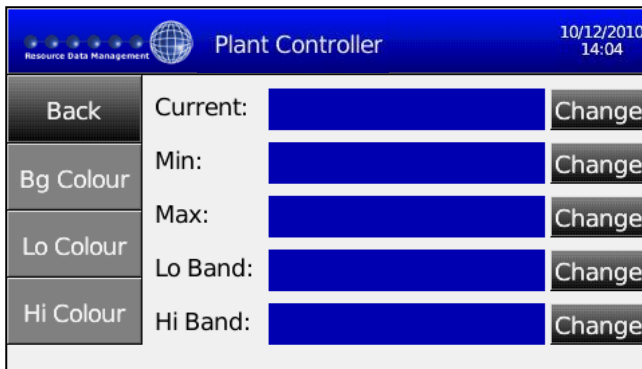 Resource Data Management
Plant Controller
10/12/2010
14:04
Back
Bg Colour
Lo Colour
Hi Colour
Current: Change
Min: Change
Max: Change
Lo Band: Change
Hi Band: Change